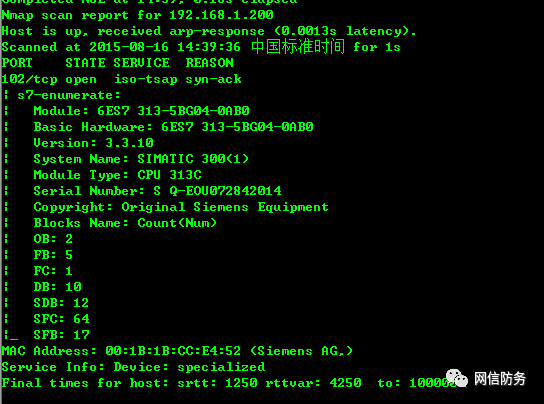 Nmap scan report for 192.168.1.200
Host is up, received arp-response (0.0013s latency).
Scanned at 2015-08-16 14:39:36 中国标准时间 for 1s
PORT    STATE SERVICE  REASON
102/tcp open  iso-tsap syn-ack
| s7-enumerate:
|   Module: 6ES7 313-5BG04-0AB0
|   Basic Hardware: 6ES7 313-5BG04-0AB0
|   Version: 3.3.10
|   System Name: SIMATIC 300(1)
|   Module Type: CPU 313C
|   Serial Number: S Q-EOU072842014
|   Copyright: Original Siemens Equipment
|   Blocks Name: Count(Num)
|   OB: 2
|   FB: 5
|   FC: 1
|   DB: 10
|   SDB: 12
|   SFC: 64
|_  SFB: 17
MAC Address: 00:1B:1B:CC:E4:52 (Siemens AG,)
Service Info: Device: specialized
Final times for host: srtt: 1250 rttvar: 4250  to: 10000
网信防务